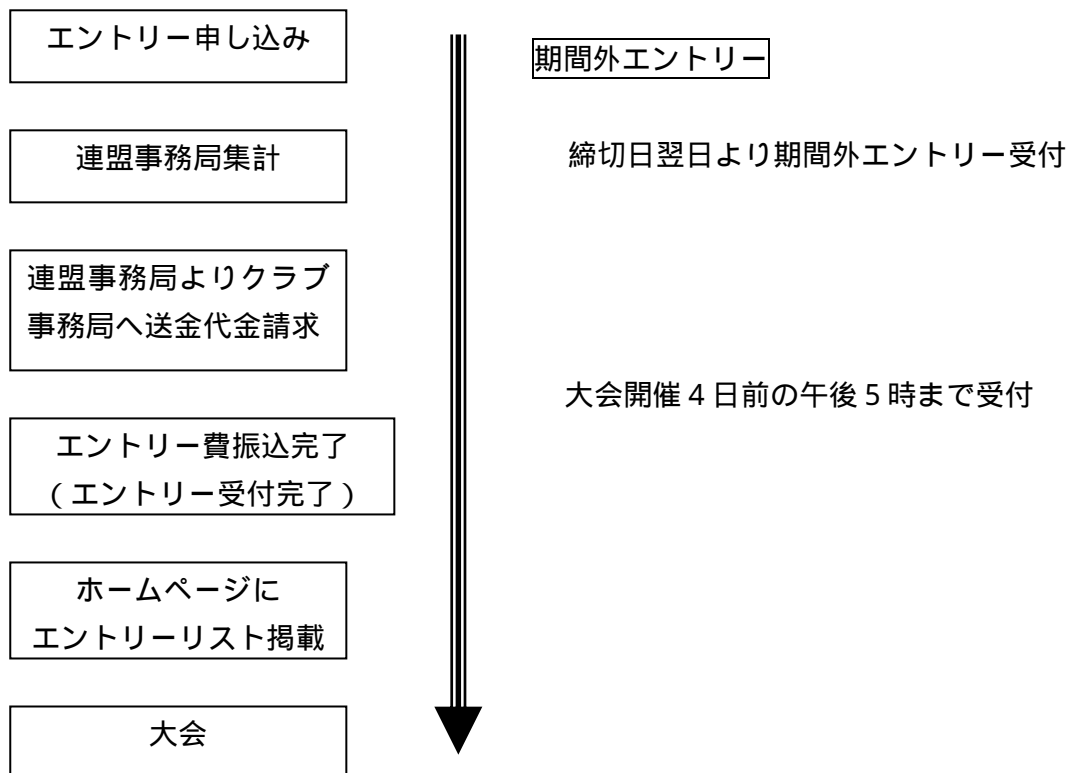 エントリー申し込み
連盟事務局集計
連盟事務局よりクラブ
事務局へ送金代金請求
エントリー費振込完了
（エントリー受付完了）
ホームページに
エントリーリスト掲載
大会
期間外エントリー
締切日翌日より期間外エントリー受付
大会開催４日前の午後５時まで受付